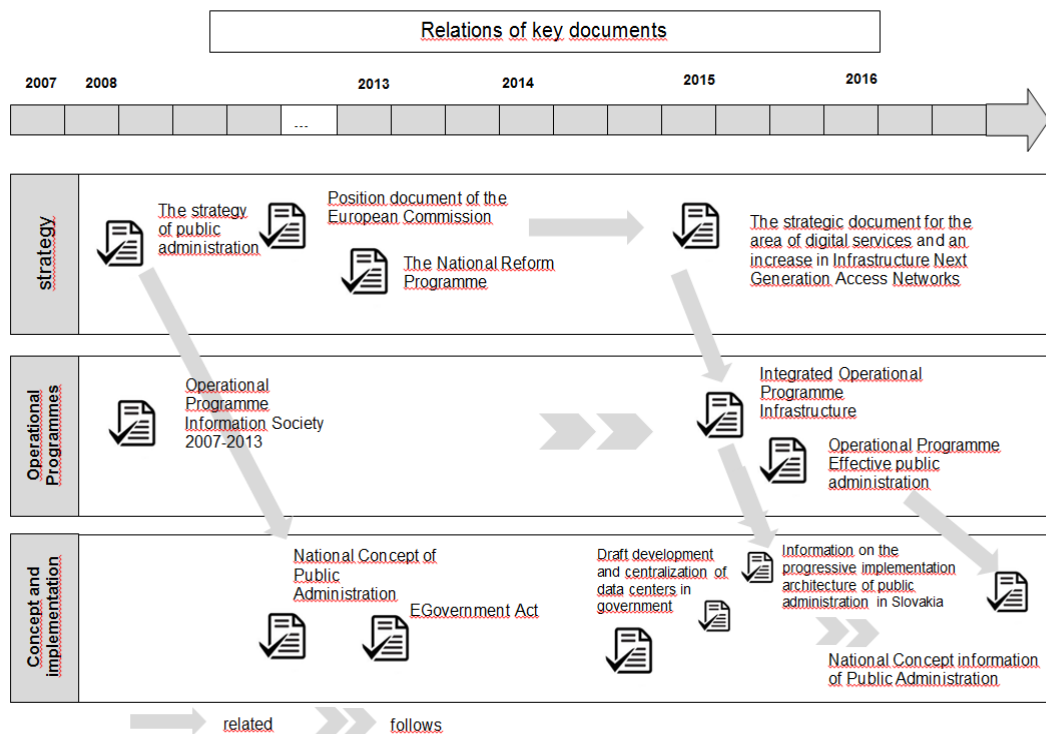 Relations of key documents
2007 2008 2013 2014 2015 2016
...
strategy
The strategy
of public
administration
Position document of the
European Commission
The National Reform
Programme
The strategic document for the
area of digital services and an
increase in Infrastructure Next
Generation Access Networks
Operational
Programmes
Operational
Programme
Information Society
2007-2013
Integrated Operational
Programme
Infrastructure
Operational Programme
Effective public
administration
Concept and
implementation
National Concept of
Public
Administration
EGovernment Act
Draft development
and centralization of
data centers in
government
Information on the
progressive implementation
architecture of public
administration in Slovakia
National Concept information
of Public Administration
related
follows